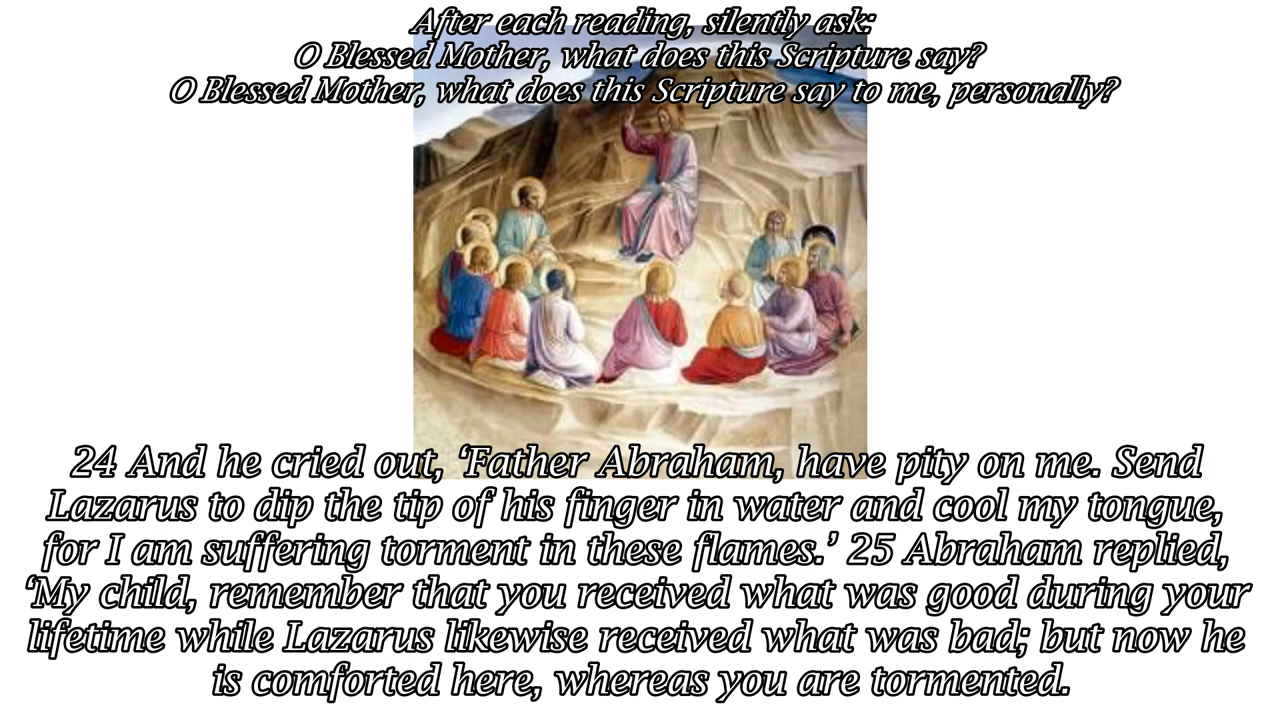 After each reading, silently ask:
O Blessed Mother, what does this Scripture say?
O Blessed Mother, what does this Scripture say to me, personally?
24 And he cried out, ‘Father Abraham, have pity on me. Send
Lazarus to dip the tip of his finger in water and cool my tongue,
for I am suffering torment in these flames.’ 25 Abraham replied,
‘My child, remember that you received what was good during your
lifetime while Lazarus likewise received what was bad; but now he
is comforted here, whereas you are tormented.